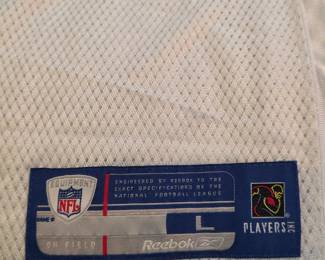 EQUIPMENT
NFL
ENGINEERED BY REEBOK TO THE
EXACT SPECIFICATIONS OF THE
NATIONAL FOOTBALL LEAGUE
NAME #
L
ON FIELD
Reebok
PLAYERS INC